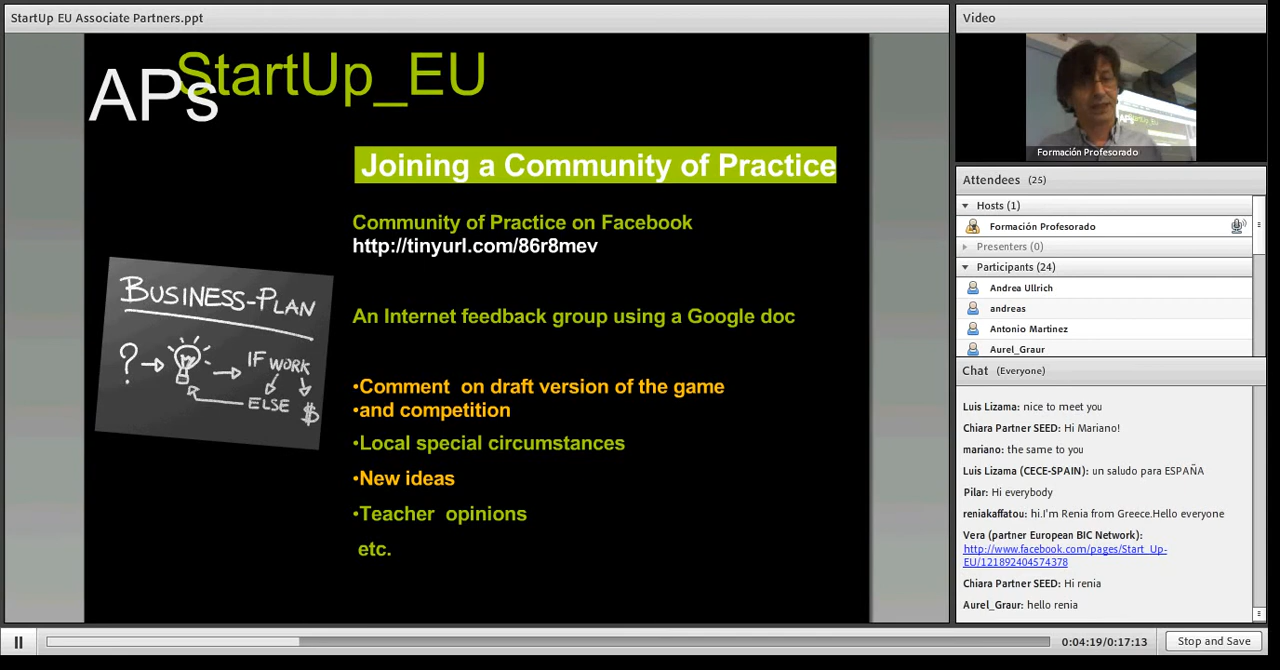 StartUp EU Associate Partners.ppt
APs
StartUp_EU
Joining a Community of Practice
Community of Practice on Facebook
http://tinyurl.com/86r8mev
An Internet feedback group using a Google doc
BUSINESS-PLAN
? → → IF WORK
ELSE $
•Comment on draft version of the game
•and competition
•Local special circumstances
•New ideas
•Teacher opinions
etc.
Video
APs
Formación Profesorado
Attendees (25)
Hosts (1)
Formación Profesorado
Presenters (0)
Participants (24)
Andrea Ullrich
andreas
Antonio Martinez
Aurel_Graur
Chat (Everyone)
Luis Lizama: nice to meet you
Chiara Partner SEED: Hi Mariano!
mariano: the same to you
Luis Lizama (CECE-SPAIN): un saludo para ESPAÑA
Pilar: Hi everybody
reniakaffatou: hi.I'm Renia from Greece.Hello everyone
Vera (partner European BIC Network):
http://www.facebook.com/pages/Start_Up-
EU/121892404574378
Chiara Partner SEED: Hi renia
Aurel_Graur: hello renia
0:04:19/0:17:13
Stop and Save